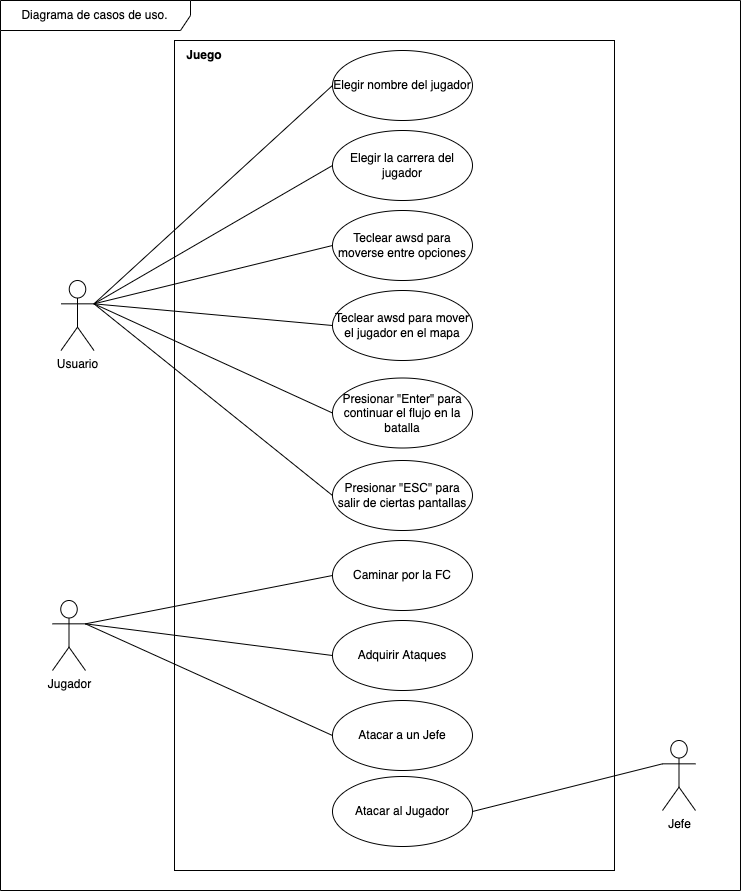 Diagrama de casos de uso.
Juego
Elegir nombre del jugador
Elegir la carrera del
jugador
Teclear awsd para
moverse entre opciones
Teclear awsd para mover
el jugador en el mapa
Usuario
Presionar "Enter" para
continuar el flujo en la
batalla
Presionar "ESC" para
salir de ciertas pantallas
Caminar por la FC
Adquirir Ataques
Jugador
Atacar a un Jefe
Atacar al Jugador
Jefe